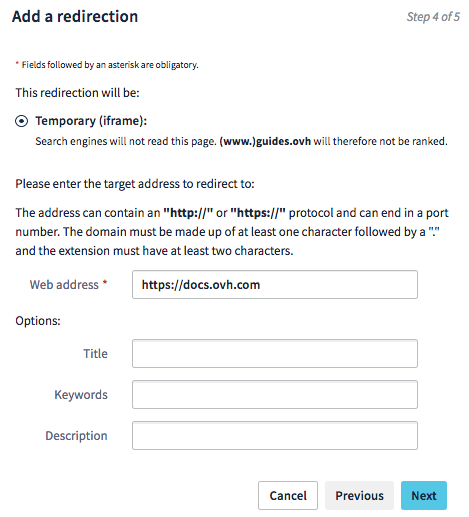 Add a redirection
Step 4 of 5
* Fields followed by an asterisk are obligatory.
This redirection will be:
Temporary (iframe):
Search engines will not read this page. (www.)guides.ovh will therefore not be ranked.
Please enter the target address to redirect to:
The address can contain an "http://" or "https://" protocol and can end in a port
number. The domain must be made up of at least one character followed by a "."
and the extension must have at least two characters.
Web address *
https://docs.ovh.com
Options:
Title
Keywords
Description
Cancel
Previous
Next